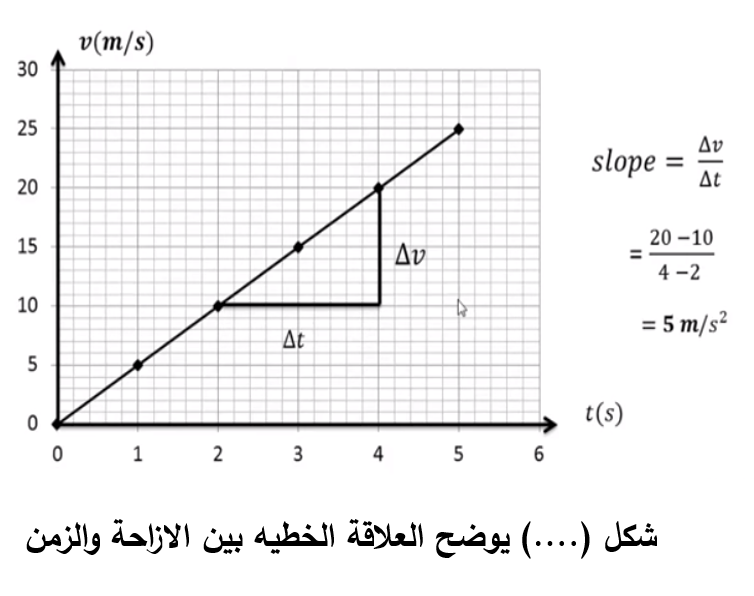 v(m/s)
30
25
20
15
10
5
0
0 1 2 3 4 5 6
t(s)
Δv
Δt
slope = Δv/Δt
= 20 –10 / 4 –2
= 5 m/s²
شكل (....) يوضح العلاقة الخطيه بين الازاحة والزمن